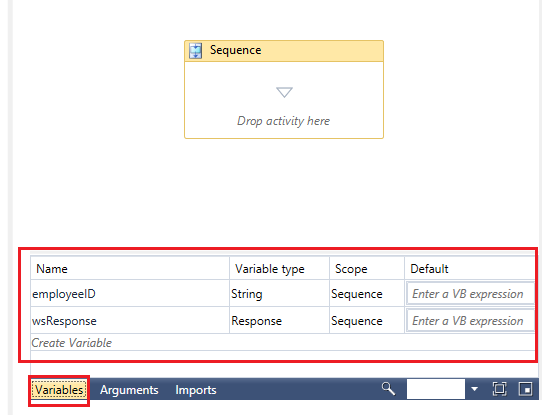 Sequence
Drop activity here
Name Variable type Scope Default
employeeID String Sequence Enter a VB expression
wsResponse Response Sequence Enter a VB expression
Create Variable
Variables Arguments Imports